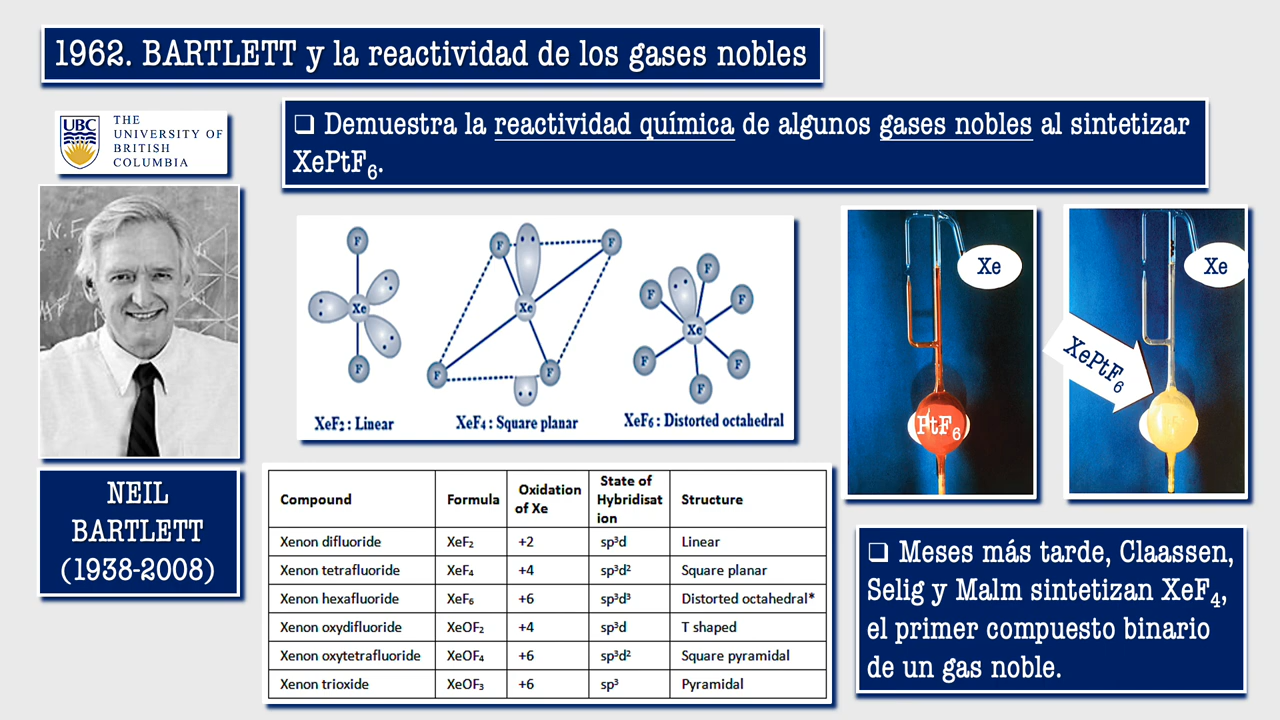 1962. BARTLETT y la reactividad de los gases nobles
UBC
THE
UNIVERSITY OF
BRITISH
COLUMBIA
❑ Demuestra la reactividad química de algunos gases nobles al sintetizar
XePtF₆.
NEIL
BARTLETT
(1938-2008)
F
Xe
F
XeF₂ : Linear
F
F
Xe
F
F
XeF₄ : Square planar
F
F
F
Xe
F
F
F
XeF₆ : Distorted octahedral
Xe
PtF₆
Xe
XePtF₆
Compound Formula Oxidation of Xe State of Hybridisation Structure
Xenon difluoride XeF₂ +2 sp³d Linear
Xenon tetrafluoride XeF₄ +4 sp³d² Square planar
Xenon hexafluoride XeF₆ +6 sp³d³ Distorted octahedral*
Xenon oxydifluoride XeOF₂ +4 sp³d T shaped
Xenon oxytetrafluoride XeOF₄ +6 sp³d² Square pyramidal
Xenon trioxide XeOF₃ +6 sp³ Pyramidal
❑ Meses más tarde, Claassen,
Selig y Malm sintetizan XeF₄,
el primer compuesto binario
de un gas noble.